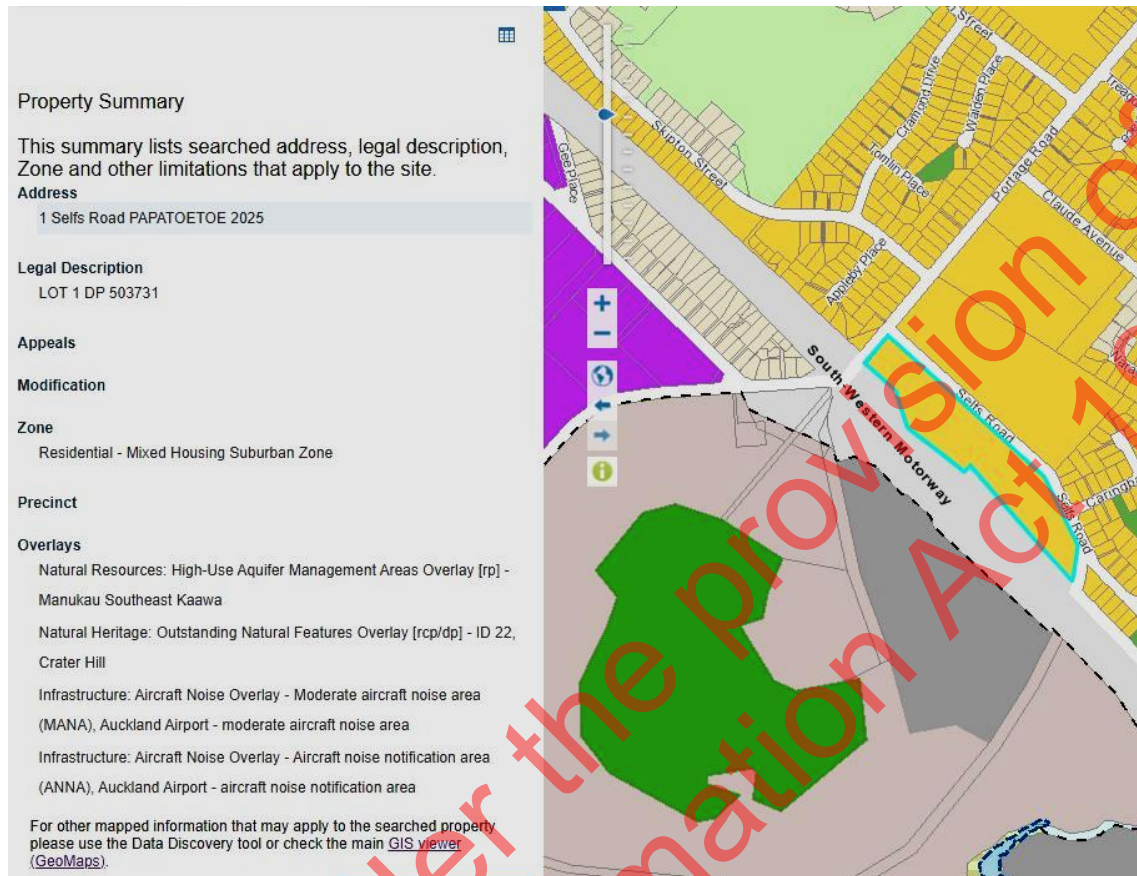 Property Summary
This summary lists searched address, legal description,
Zone and other limitations that apply to the site.
Address
1 Selfs Road PAPATOETOE 2025
Legal Description
LOT 1 DP 503731
Appeals
Modification
Zone
Residential - Mixed Housing Suburban Zone
Precinct
Overlays
Natural Resources: High-Use Aquifer Management Areas Overlay [rp] -
Manukau Southeast Kaawa
Natural Heritage: Outstanding Natural Features Overlay [rcp/dp] - ID 22,
Crater Hill
Infrastructure: Aircraft Noise Overlay - Moderate aircraft noise area
(MANA), Auckland Airport - moderate aircraft noise area
Infrastructure: Aircraft Noise Overlay - Aircraft noise notification area
(ANNA), Auckland Airport - aircraft noise notification area
For other mapped information that may apply to the searched property
please use the Data Discovery tool or check the main GIS viewer
(GeoMaps).
Street
Cramond Drive
Walden Place
Skipton Street
Gee Place
Tomlin Place
Portage Road
Claude Avenue
Appleby Place
South-Western Motorway
Selfs Road
Selfs Road
der the provision of
mation Act 1